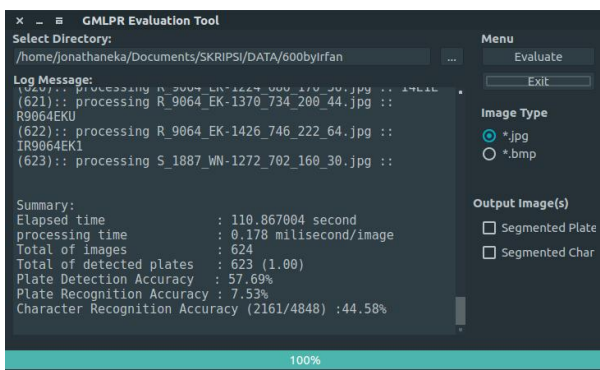 GMLPR Evaluation Tool
Select Directory:
/home/jonathaneka/Documents/SKRIPSI/DATA/600byIrfan ...
Log Message:
(621):: processing R_9064_EK-1370_734_200_44.jpg ::
R9064EKU
(622):: processing R_9064_EK-1426_746_222_64.jpg ::
IR9064EK1
(623):: processing S_1887_WN-1272_702_160_30.jpg ::
Summary:
Elapsed time : 110.867004 second
processing time : 0.178 milisecond/image
Total of images : 624
Total of detected plates : 623 (1.00)
Plate Detection Accuracy : 57.69%
Plate Recognition Accuracy : 7.53%
Character Recognition Accuracy (2161/4848) :44.58%
Menu
Evaluate
Exit
Image Type
*.jpg
*.bmp
Output Image(s)
Segmented Plate
Segmented Char
100%